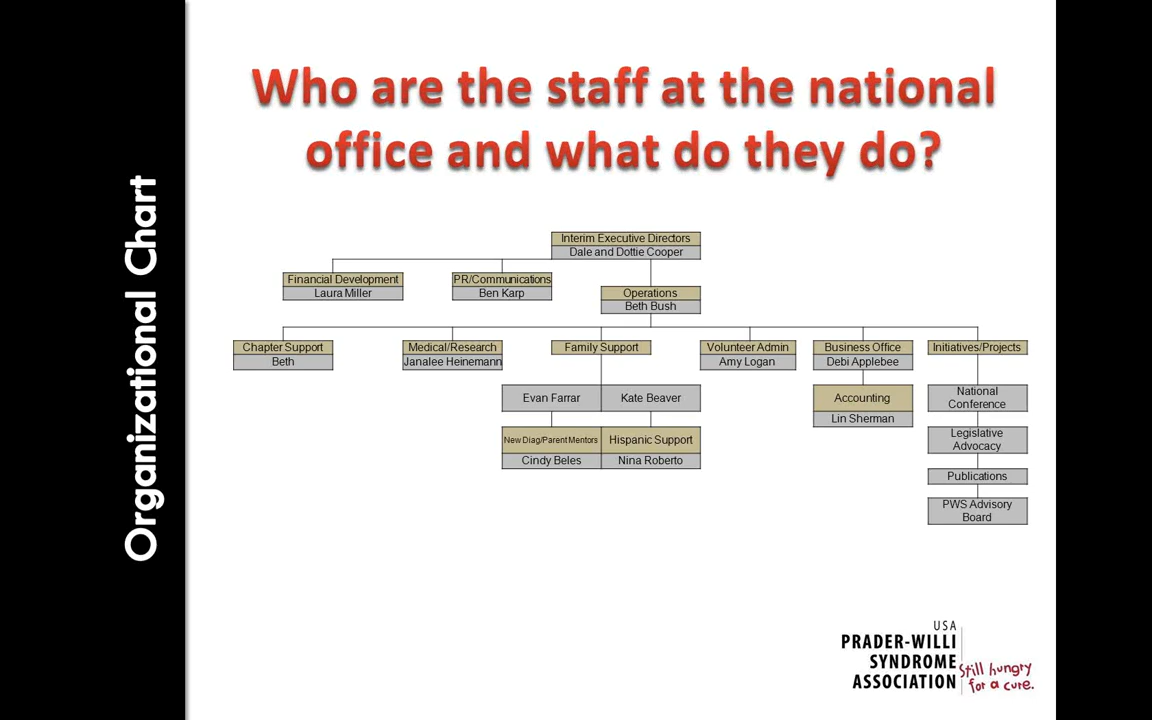 Organizational Chart
Who are the staff at the national
office and what do they do?
Interim Executive Directors
Dale and Dottie Cooper
Financial Development
Laura Miller
PR/Communications
Ben Karp
Operations
Beth Bush
Chapter Support
Beth
Medical/Research
Janalee Heinemann
Family Support
Volunteer Admin
Amy Logan
Business Office
Debi Applebee
Initiatives/Projects
Evan Farrar
Kate Beaver
New Diag/Parent Mentors
Cindy Beles
Hispanic Support
Nina Roberto
Accounting
Lin Sherman
National
Conference
Legislative
Advocacy
Publications
PWS Advisory
Board
USA
PRADER-WILLI
SYNDROME
ASSOCIATION
Still hungry
for a cure.